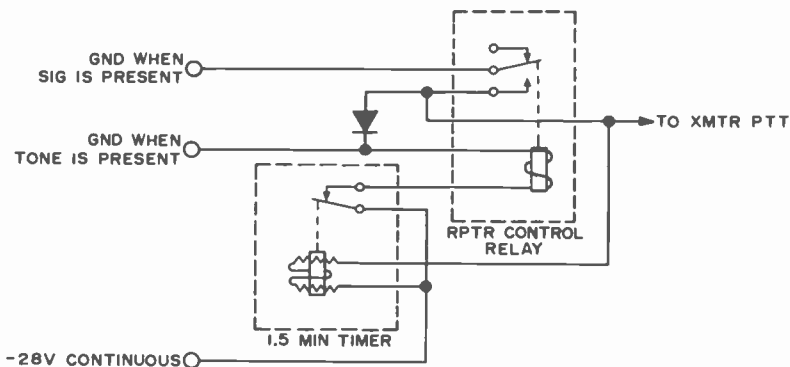 GND WHEN
SIG IS PRESENT
TO XMTR PTT
GND WHEN
TONE IS PRESENT
RPTR CONTROL
RELAY
1.5 MIN TIMER
-28V CONTINUOUS